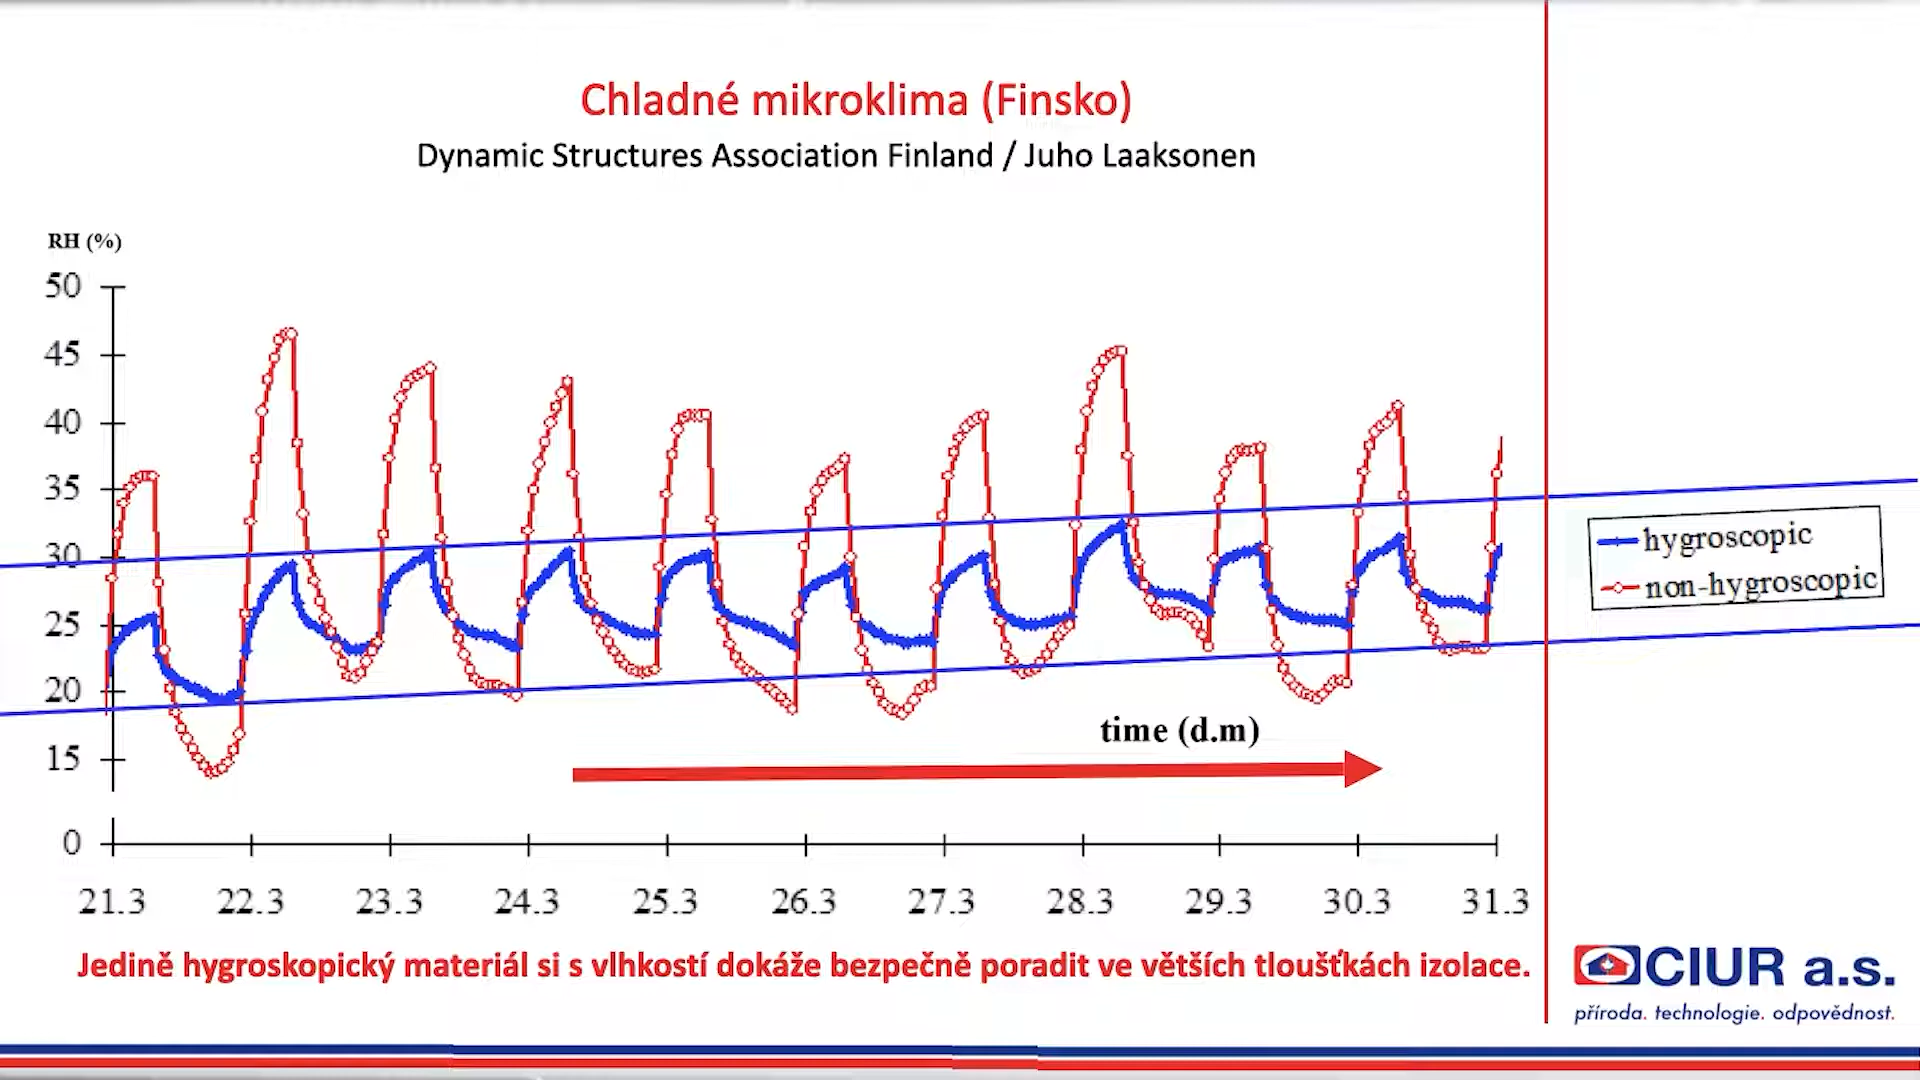 Chladné mikroklima (Finsko)
Dynamic Structures Association Finland / Juho Laaksonen
RH (%)
50
45
40
35
30
25
20
15
0
time (d.m)
21.3 22.3 23.3 24.3 25.3 26.3 27.3 28.3 29.3 30.3 31.3
hygroscopic
non-hygroscopic
Jedině hygroskopický materiál si s vlhkostí dokáže bezpečně poradit ve větších tloušťkách izolace.
CIUR a.s.
příroda. technologie. odpovědnost.